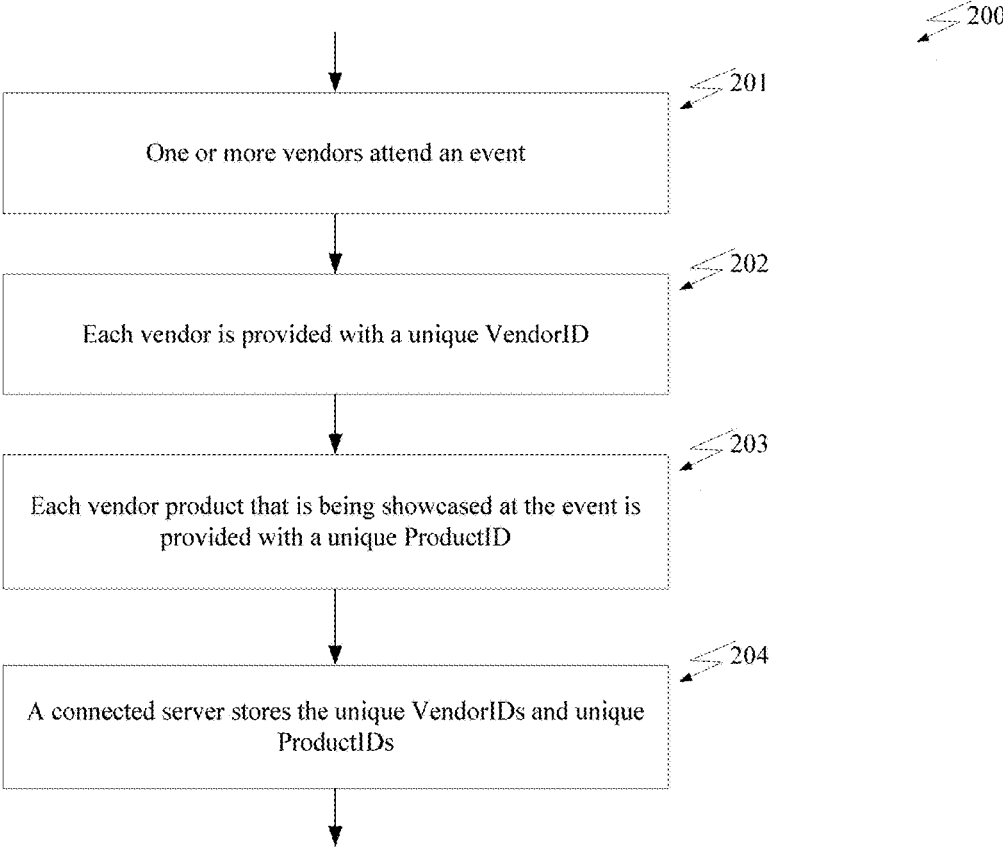 200
201
One or more vendors attend an event
202
Each vendor is provided with a unique VendorID
203
Each vendor product that is being showcased at the event is
provided with a unique ProductID
204
A connected server stores the unique VendorIDs and unique
ProductIDs